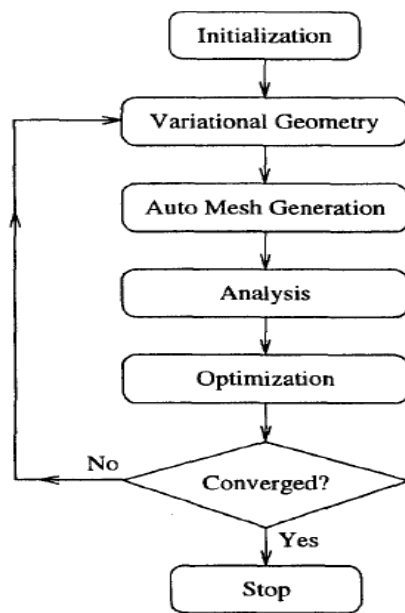 Initialization
Variational Geometry
Auto Mesh Generation
Analysis
Optimization
No
Converged?
Yes
Stop